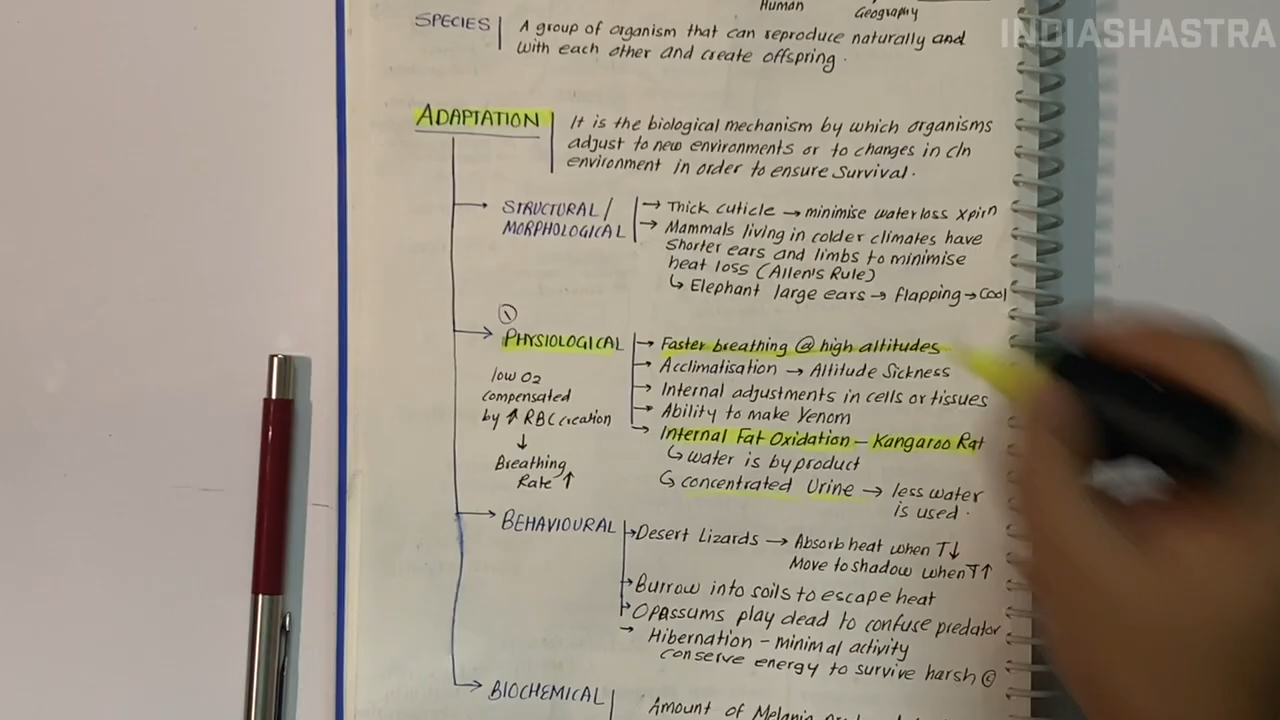 Human
Geography
INDIASHASTRA
SPECIES
A group of organism that can reproduce naturally and
with each other and create offspring.
ADAPTATION
It is the biological mechanism by which organisms
adjust to new environments or to changes in c/n
environment in order to ensure survival.
STRUCTURAL /
MORPHOLOGICAL
→ Thick cuticle → minimise water loss xpirn
→ Mammals living in colder climates have
shorter ears and limbs to minimise
heat loss (Allen's Rule)
↳ Elephant large ears → flapping → Cool
①
PHYSIOLOGICAL
low O2
compensated
by ↑ RBC creation
↓
Breathing
Rate ↑
→ Faster breathing @ high altitudes
→ Acclimatisation → Altitude Sickness
→ Internal adjustments in cells or tissues
→ Ability to make Venom
→ Internal Fat Oxidation – Kangaroo Rat
↳ water is by product
↳ concentrated Urine → less water
is used.
BEHAVIOURAL
→ Desert Lizards → Absorb heat when T↓
Move to shadow when T↑
→ Burrow into soils to escape heat
→ Opassums play dead to confuse predator
→ Hibernation – minimal activity
conserve energy to survive harsh ©
BIOCHEMICAL
Amount of Melanin